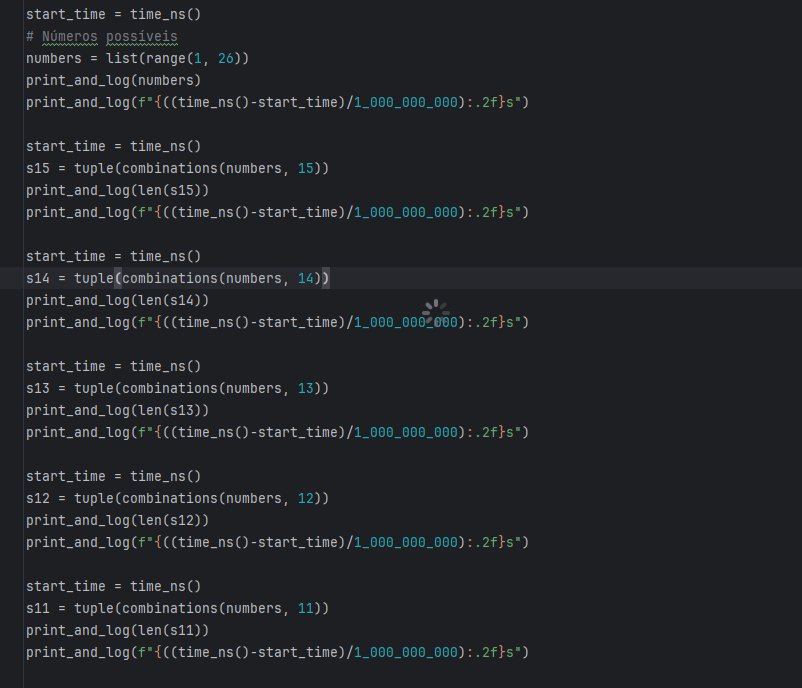 start_time = time_ns()
# Números possíveis
numbers = list(range(1, 26))
print_and_log(numbers)
print_and_log(f"{((time_ns()-start_time)/1_000_000_000):.2f}s")
start_time = time_ns()
s15 = tuple(combinations(numbers, 15))
print_and_log(len(s15))
print_and_log(f"{((time_ns()-start_time)/1_000_000_000):.2f}s")
start_time = time_ns()
s14 = tuple(combinations(numbers, 14))
print_and_log(len(s14))
print_and_log(f"{((time_ns()-start_time)/1_000_000_000):.2f}s")
start_time = time_ns()
s13 = tuple(combinations(numbers, 13))
print_and_log(len(s13))
print_and_log(f"{((time_ns()-start_time)/1_000_000_000):.2f}s")
start_time = time_ns()
s12 = tuple(combinations(numbers, 12))
print_and_log(len(s12))
print_and_log(f"{((time_ns()-start_time)/1_000_000_000):.2f}s")
start_time = time_ns()
s11 = tuple(combinations(numbers, 11))
print_and_log(len(s11))
print_and_log(f"{((time_ns()-start_time)/1_000_000_000):.2f}s")